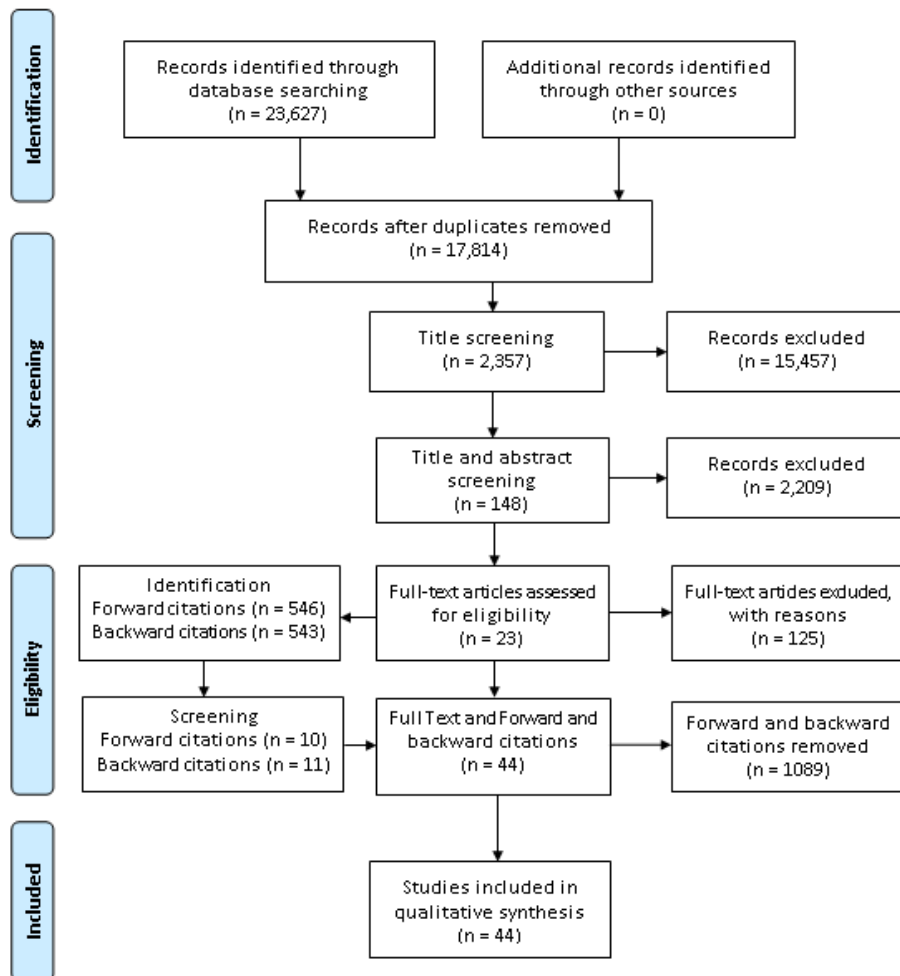 Identification
Records identified through
database searching
(n = 23,627)
Additional records identified
through other sources
(n = 0)
Records after duplicates removed
(n = 17,814)
Screening
Title screening
(n = 2,357)
Records excluded
(n = 15,457)
Title and abstract
screening
(n = 148)
Records excluded
(n = 2,209)
Eligibility
Identification
Forward citations (n = 546)
Backward citations (n = 543)
Full-text articles assessed
for eligibility
(n = 23)
Full-text articles excluded,
with reasons
(n = 125)
Screening
Forward citations (n = 10)
Backward citations (n = 11)
Full Text and Forward and
backward citations
(n = 44)
Forward and backward
citations removed
(n = 1089)
Included
Studies included in
qualitative synthesis
(n = 44)